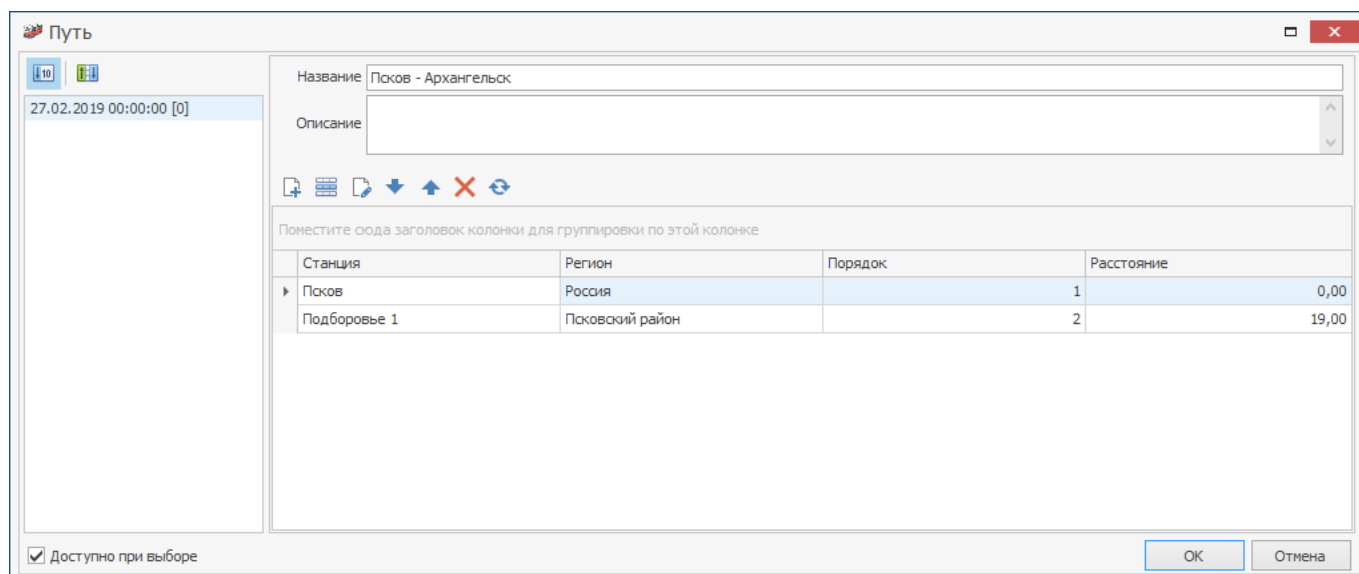 Путь
10
27.02.2019 00:00:00 [0]
Название Псков - Архангельск
Описание
Поместите сюда заголовок колонки для группировки по этой колонке
Станция Регион Порядок Расстояние
Псков Россия 1 0,00
Подборовье 1 Псковский район 2 19,00
Доступно при выборе OK Отмена